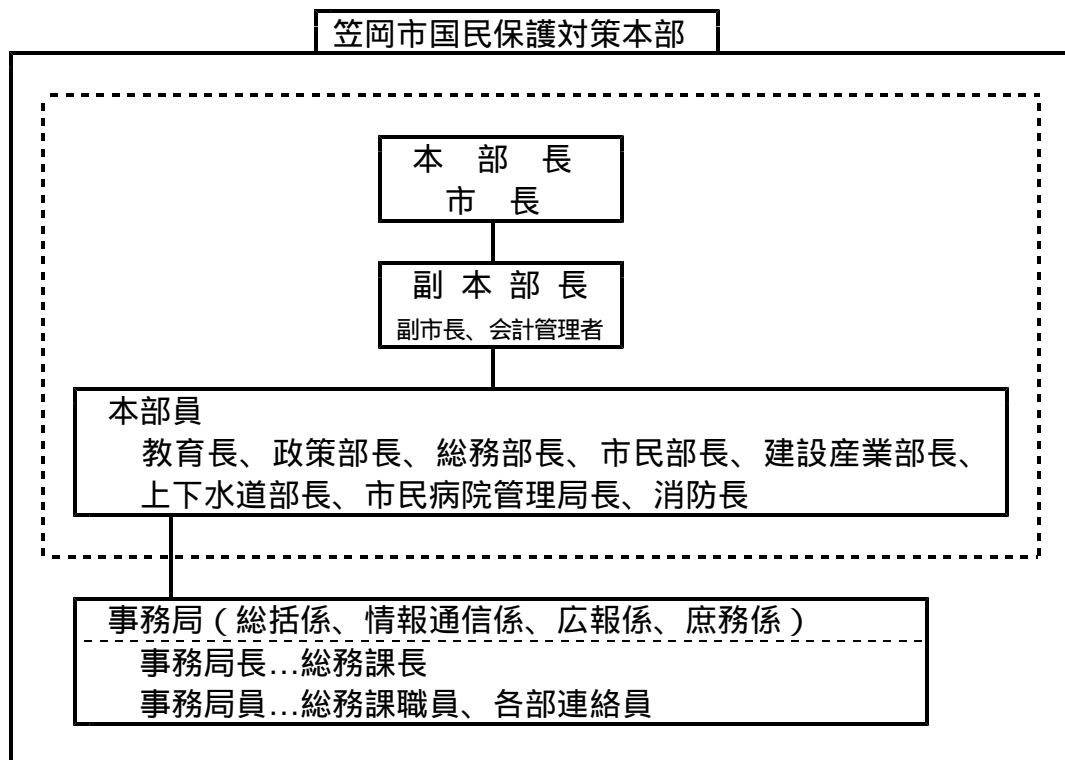 笠岡市国民保護対策本部
本 部 長
市 長
副 本 部 長
副市長、会計管理者
本部員
教育長、政策部長、総務部長、市民部長、建設産業部長、
上下水道部長、市民病院管理局長、消防長
事務局（総括係、情報通信係、広報係、庶務係）
事務局長…総務課長
事務局員…総務課職員、各部連絡員